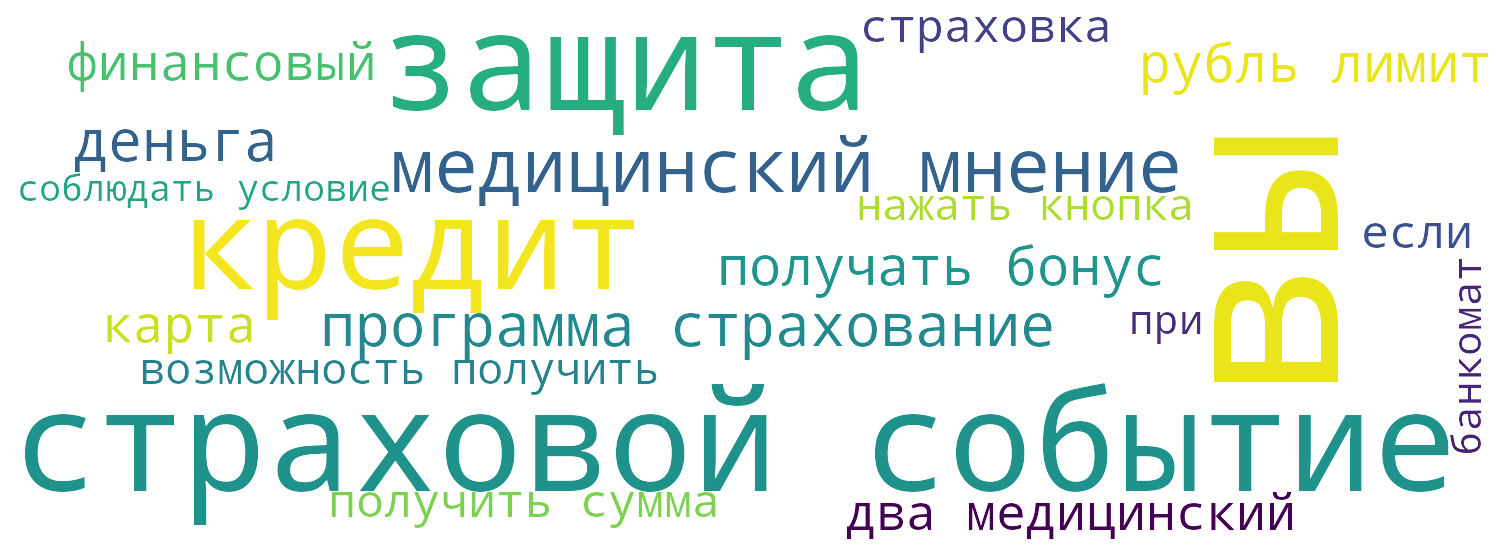 страховка
финансовый
защита
рубль лимит
деньга
медицинский мнение
соблюдать условие
нажать кнопка
кредит
вы
если
получать бонус
банкомат
карта
программа страхование
при
возможность получить
страховой событие
получить сумма
два медицинский